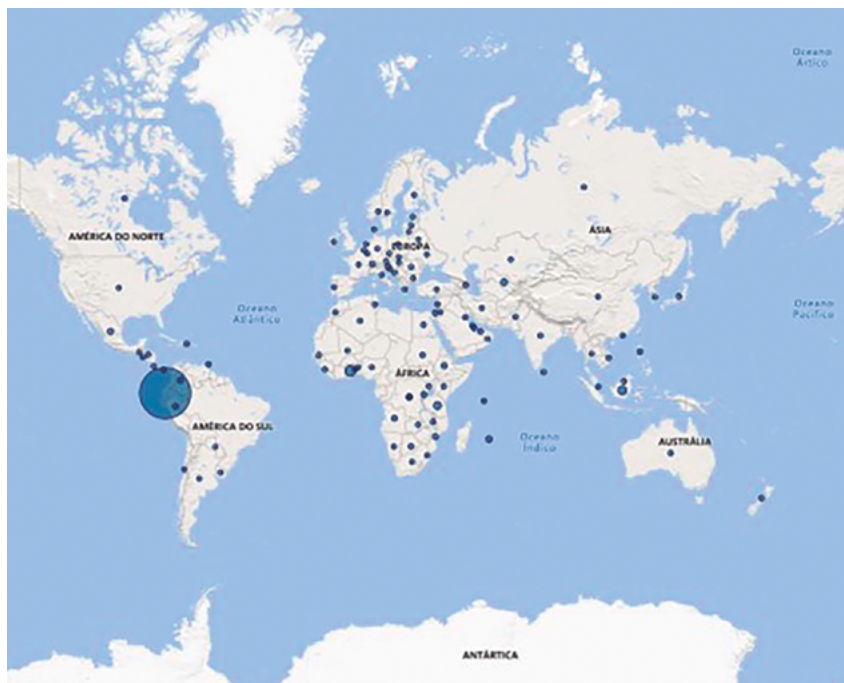 Oceano
Ártico
AMÉRICA DO NORTE
EUROPA
ÁSIA
Oceano
Atlântico
Oceano
Pacífico
ÁFRICA
AMÉRICA DO SUL
Oceano
Índico
AUSTRÁLIA
ANTÁRTICA